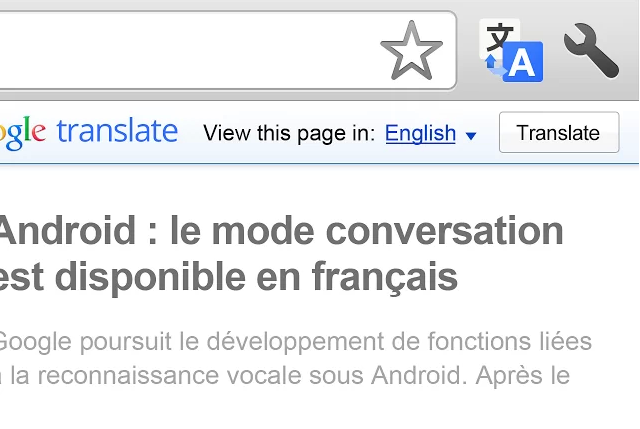 文 A
ogle translate View this page in: English Translate
Android : le mode conversation
est disponible en français
Google poursuit le développement de fonctions liées
à la reconnaissance vocale sous Android. Après le